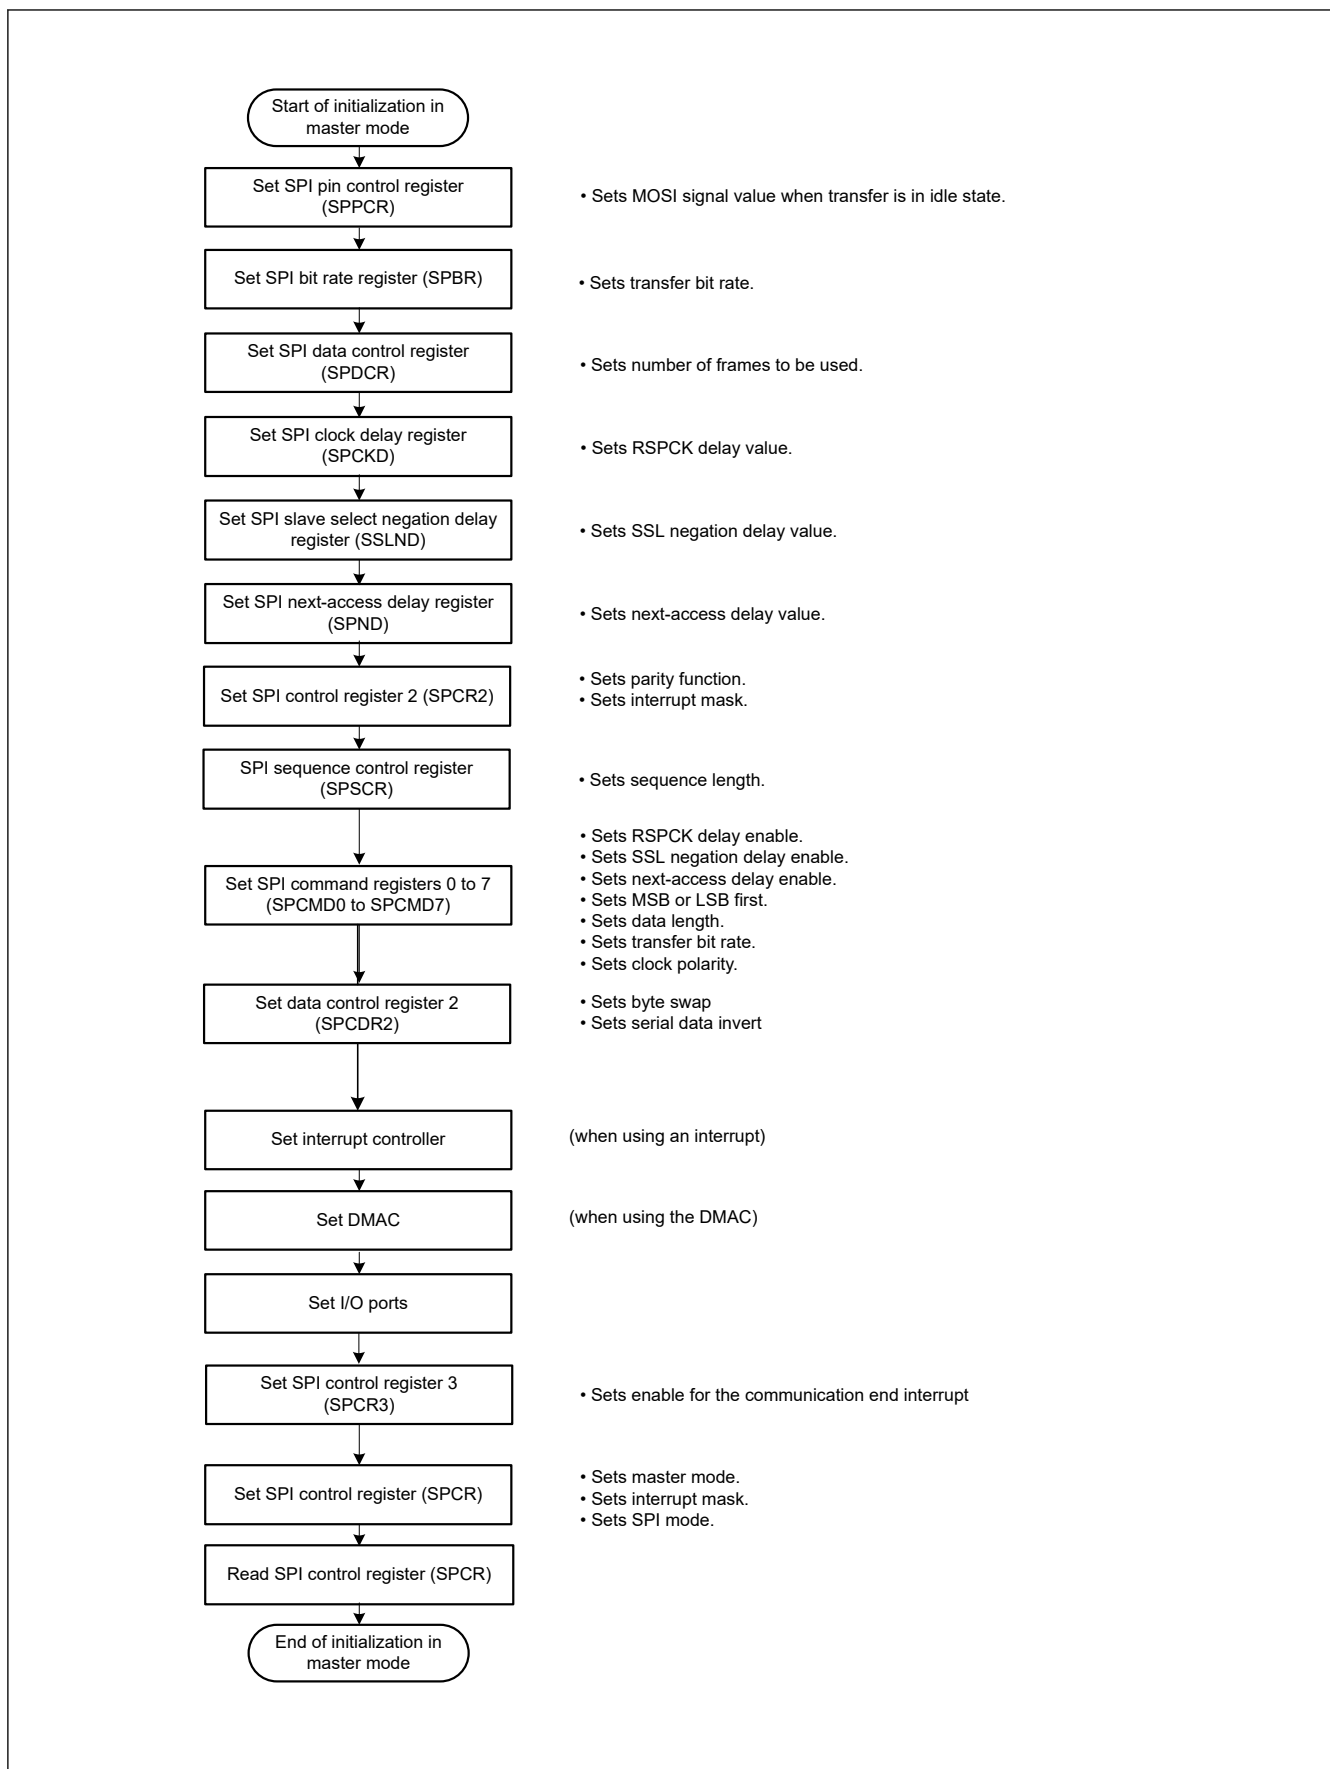 Start of initialization in
master mode
Set SPI pin control register
(SPPCR)
• Sets MOSI signal value when transfer is in idle state.
Set SPI bit rate register (SPBR)
• Sets transfer bit rate.
Set SPI data control register
(SPDCR)
• Sets number of frames to be used.
Set SPI clock delay register
(SPCKD)
• Sets RSPCK delay value.
Set SPI slave select negation delay
register (SSLND)
• Sets SSL negation delay value.
Set SPI next-access delay register
(SPND)
• Sets next-access delay value.
Set SPI control register 2 (SPCR2)
• Sets parity function.
• Sets interrupt mask.
SPI sequence control register
(SPSCR)
• Sets sequence length.
Set SPI command registers 0 to 7
(SPCMD0 to SPCMD7)
• Sets RSPCK delay enable.
• Sets SSL negation delay enable.
• Sets next-access delay enable.
• Sets MSB or LSB first.
• Sets data length.
• Sets transfer bit rate.
• Sets clock polarity.
Set data control register 2
(SPCDR2)
• Sets byte swap
• Sets serial data invert
Set interrupt controller
(when using an interrupt)
Set DMAC
(when using the DMAC)
Set I/O ports
Set SPI control register 3
(SPCR3)
• Sets enable for the communication end interrupt
Set SPI control register (SPCR)
• Sets master mode.
• Sets interrupt mask.
• Sets SPI mode.
Read SPI control register (SPCR)
End of initialization in
master mode